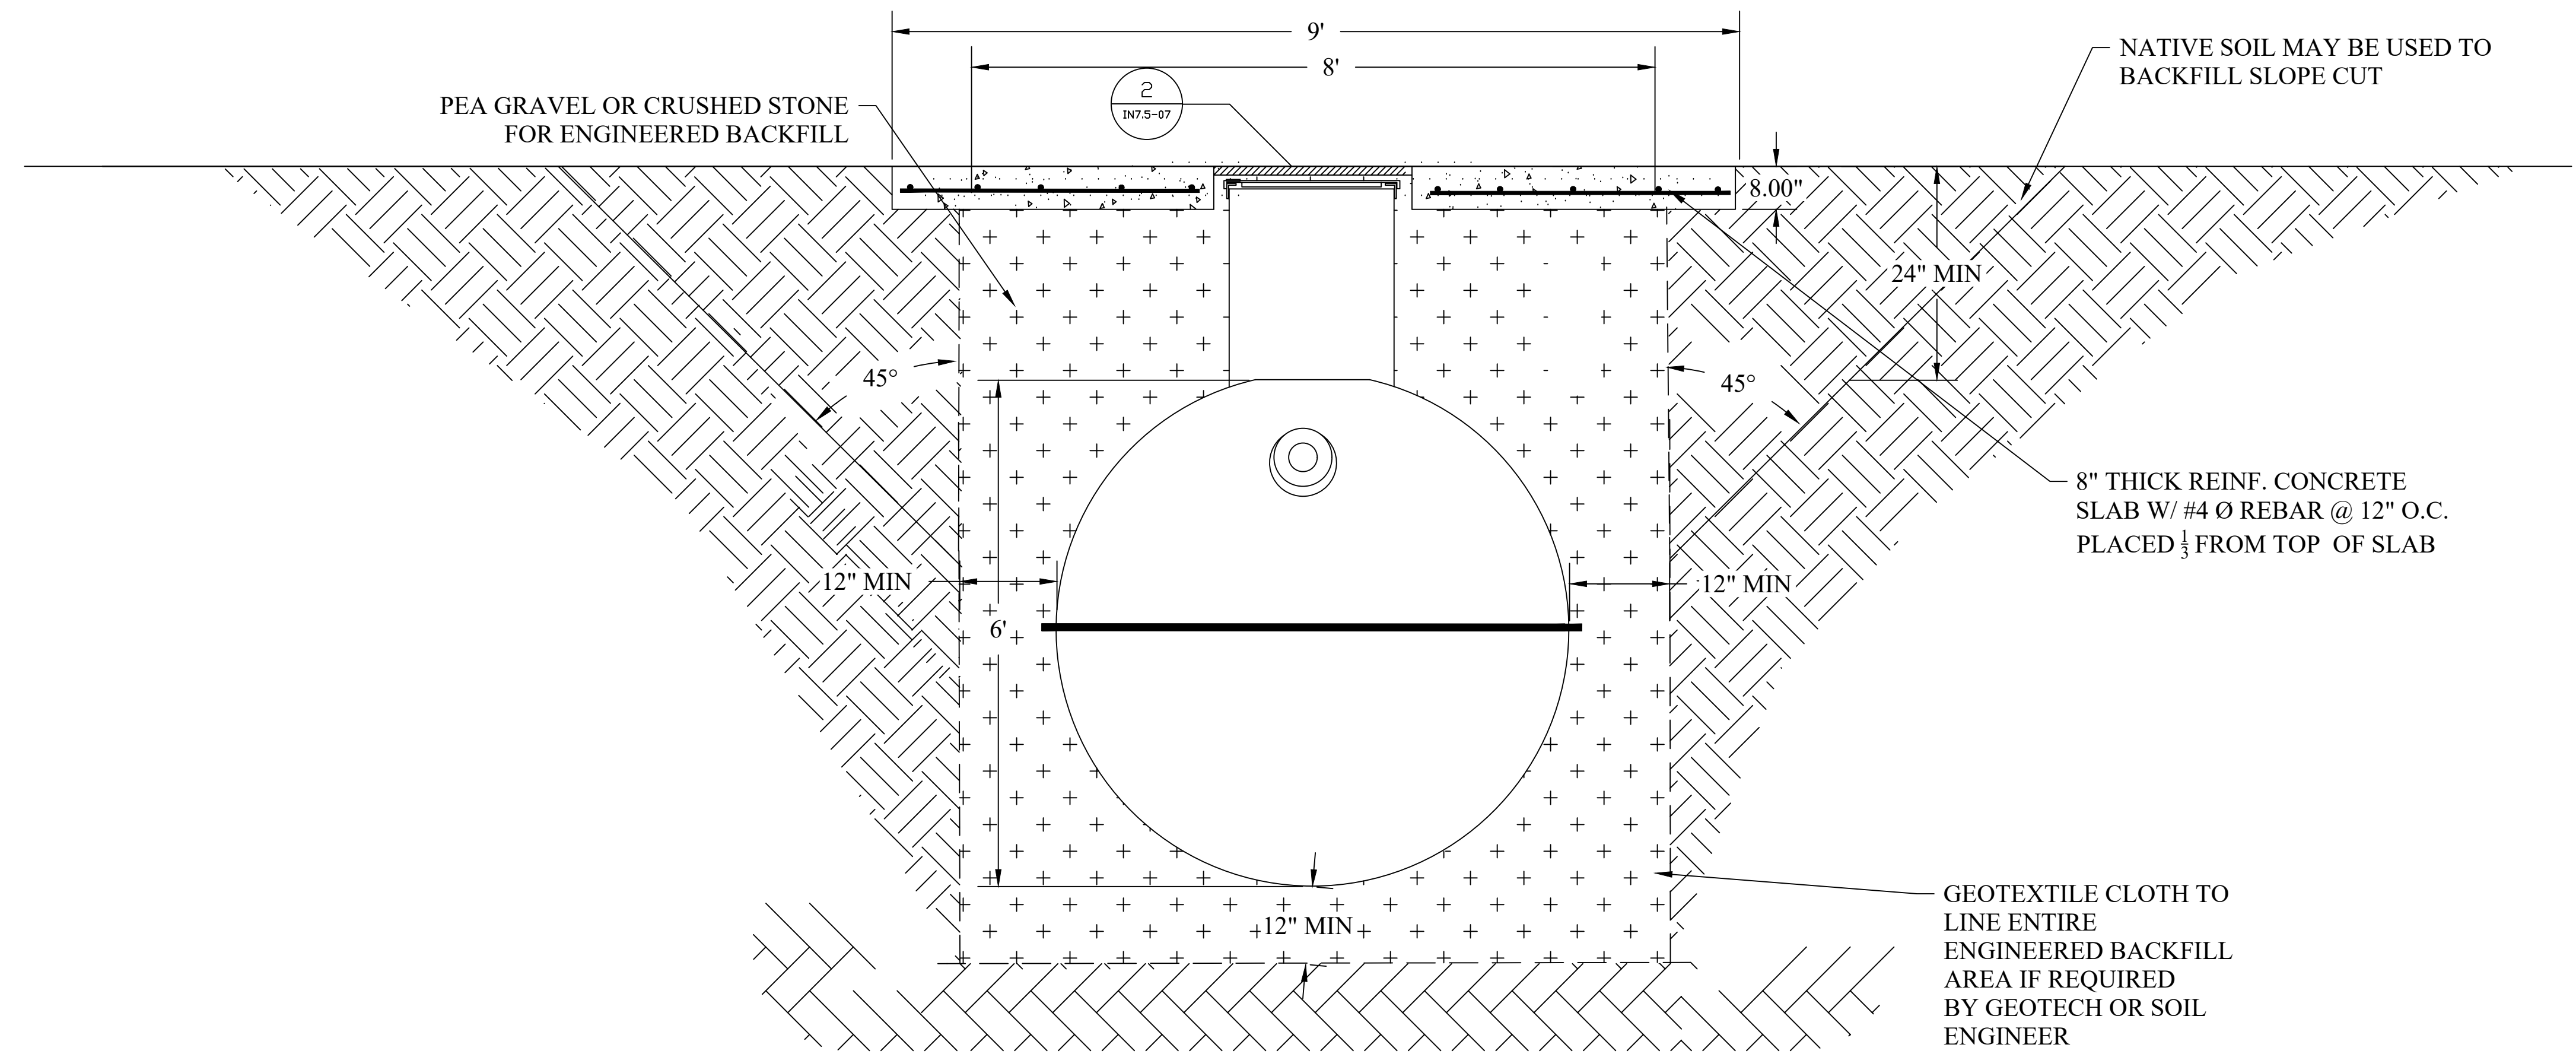 9'
8'
2
IN7.5-07
NATIVE SOIL MAY BE USED TO
BACKFILL SLOPE CUT
PEA GRAVEL OR CRUSHED STONE
FOR ENGINEERED BACKFILL
8.00"
24" MIN
45°
45°
8" THICK REINF. CONCRETE
SLAB W/ #4 Ø REBAR @ 12" O.C.
PLACED 1/3 FROM TOP OF SLAB
12" MIN
12" MIN
6'
12" MIN
GEOTEXTILE CLOTH TO
LINE ENTIRE
ENGINEERED BACKFILL
AREA IF REQUIRED
BY GEOTECH OR SOIL
ENGINEER